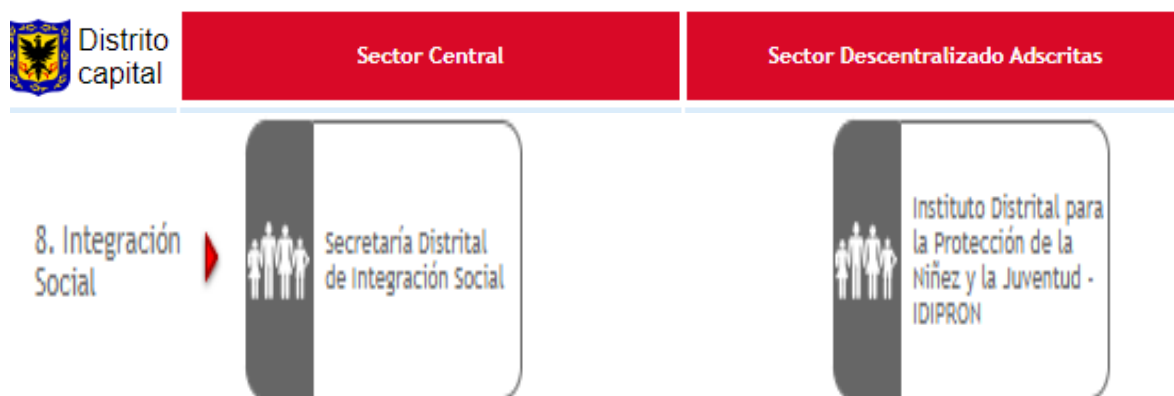 Distrito
capital
Sector Central
Sector Descentralizado Adscritas
8. Integración
Social
Secretaría Distrital
de Integración Social
Instituto Distrital para
la Protección de la
Niñez y la Juventud -
IDIPRON